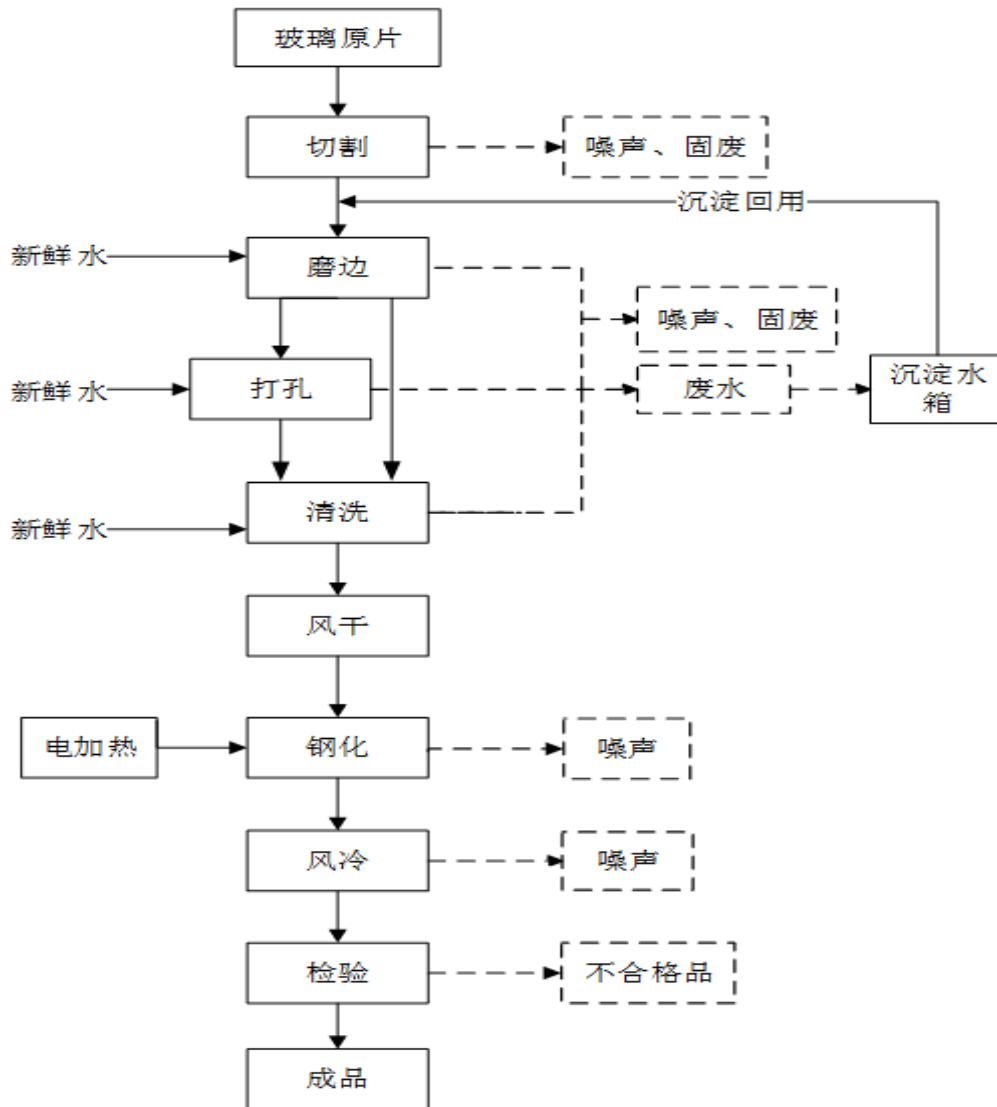 玻璃原片
切割
噪声、固废
沉淀回用
新鲜水
磨边
噪声、固废
新鲜水
打孔
废水
沉淀水
箱
新鲜水
清洗
风干
电加热
钢化
噪声
风冷
噪声
检验
不合格品
成品